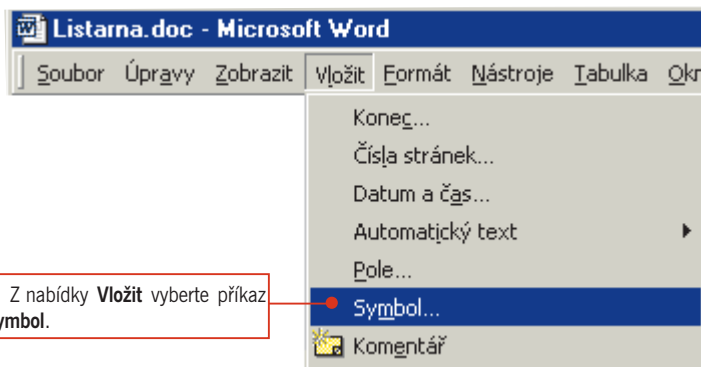 Listarna.doc - Microsoft Word
Soubor Úpravy Zobrazit Vložit Formát Nástroje Tabulka
Konec...
Čísla stránek...
Datum a čas...
Automatický text
Pole...
Z nabídky Vložit vyberte příkaz
Symbol...
Komentář